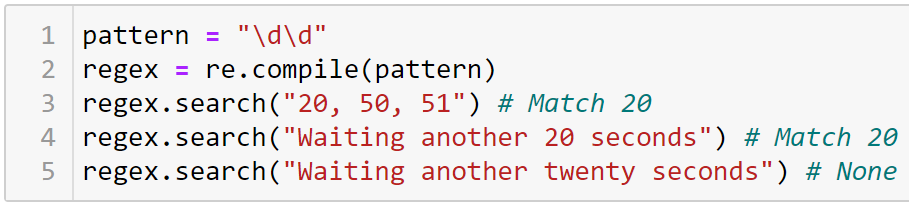 1 pattern = "\d\d"
2 regex = re.compile(pattern)
3 regex.search("20, 50, 51") # Match 20
4 regex.search("Waiting another 20 seconds") # Match 20
5 regex.search("Waiting another twenty seconds") # None